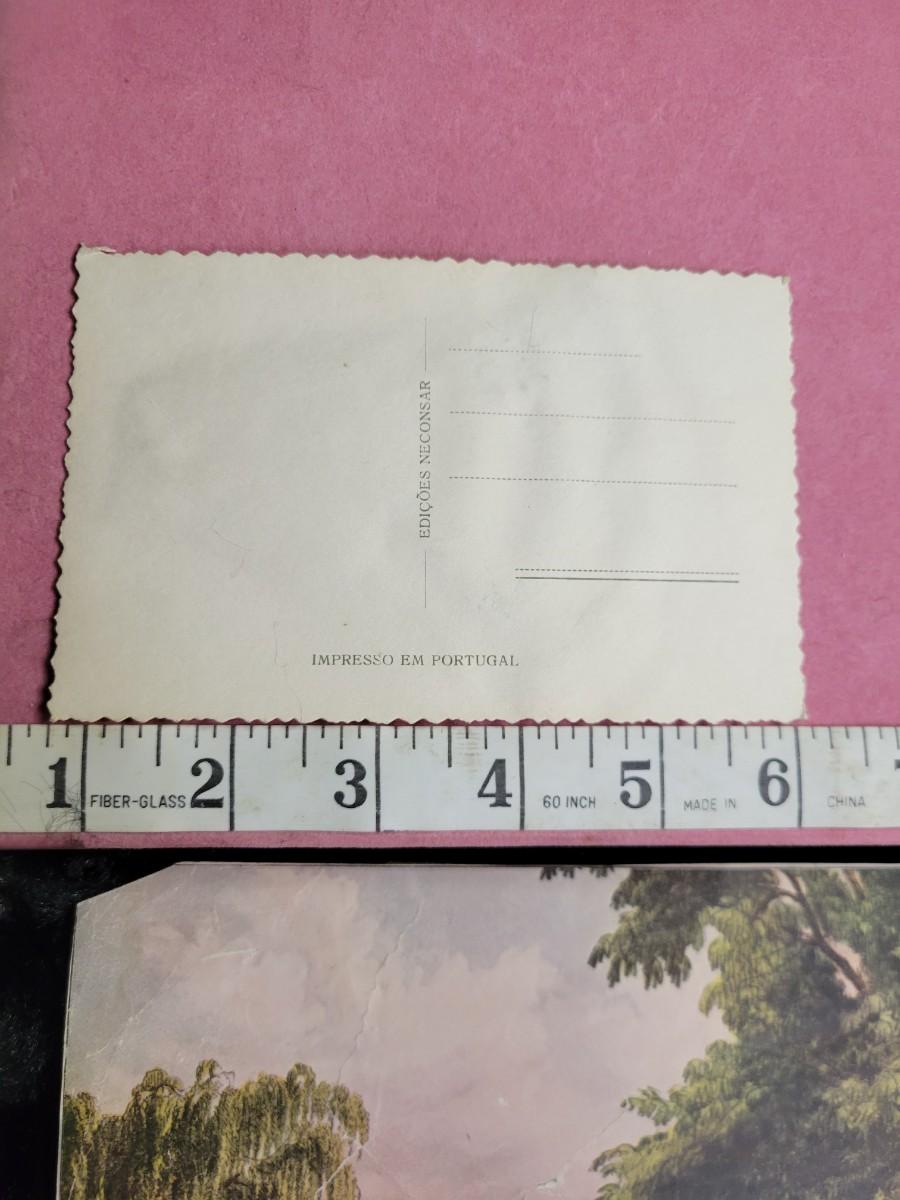 EDIÇÕES NECONSAR
IMPRESSO EM PORTUGAL
1 2 3 4 5 6
FIBER-GLASS 60 INCH MADE IN CHINA